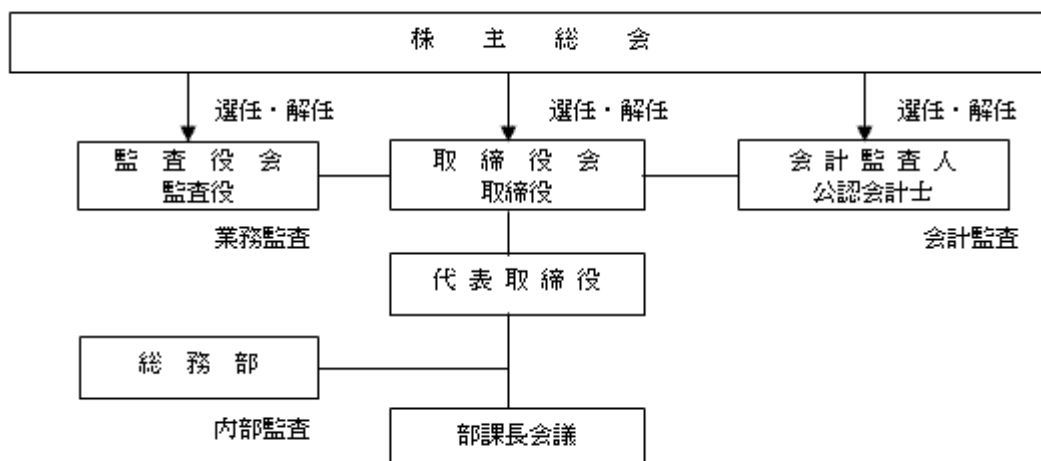 株主総会
選任・解任
選任・解任
選任・解任
監査役会
監査役
取締役会
取締役
会計監査人
公認会計士
業務監査
会計監査
代表取締役
総務部
内部監査
部課長会議